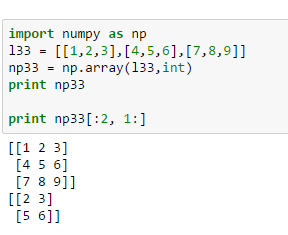 import numpy as np
l33 = [[1,2,3],[4,5,6],[7,8,9]]
np33 = np.array(l33,int)
print np33
print np33[:2, 1:]
[[1 2 3]
 [4 5 6]
 [7 8 9]]
[[2 3]
 [5 6]]